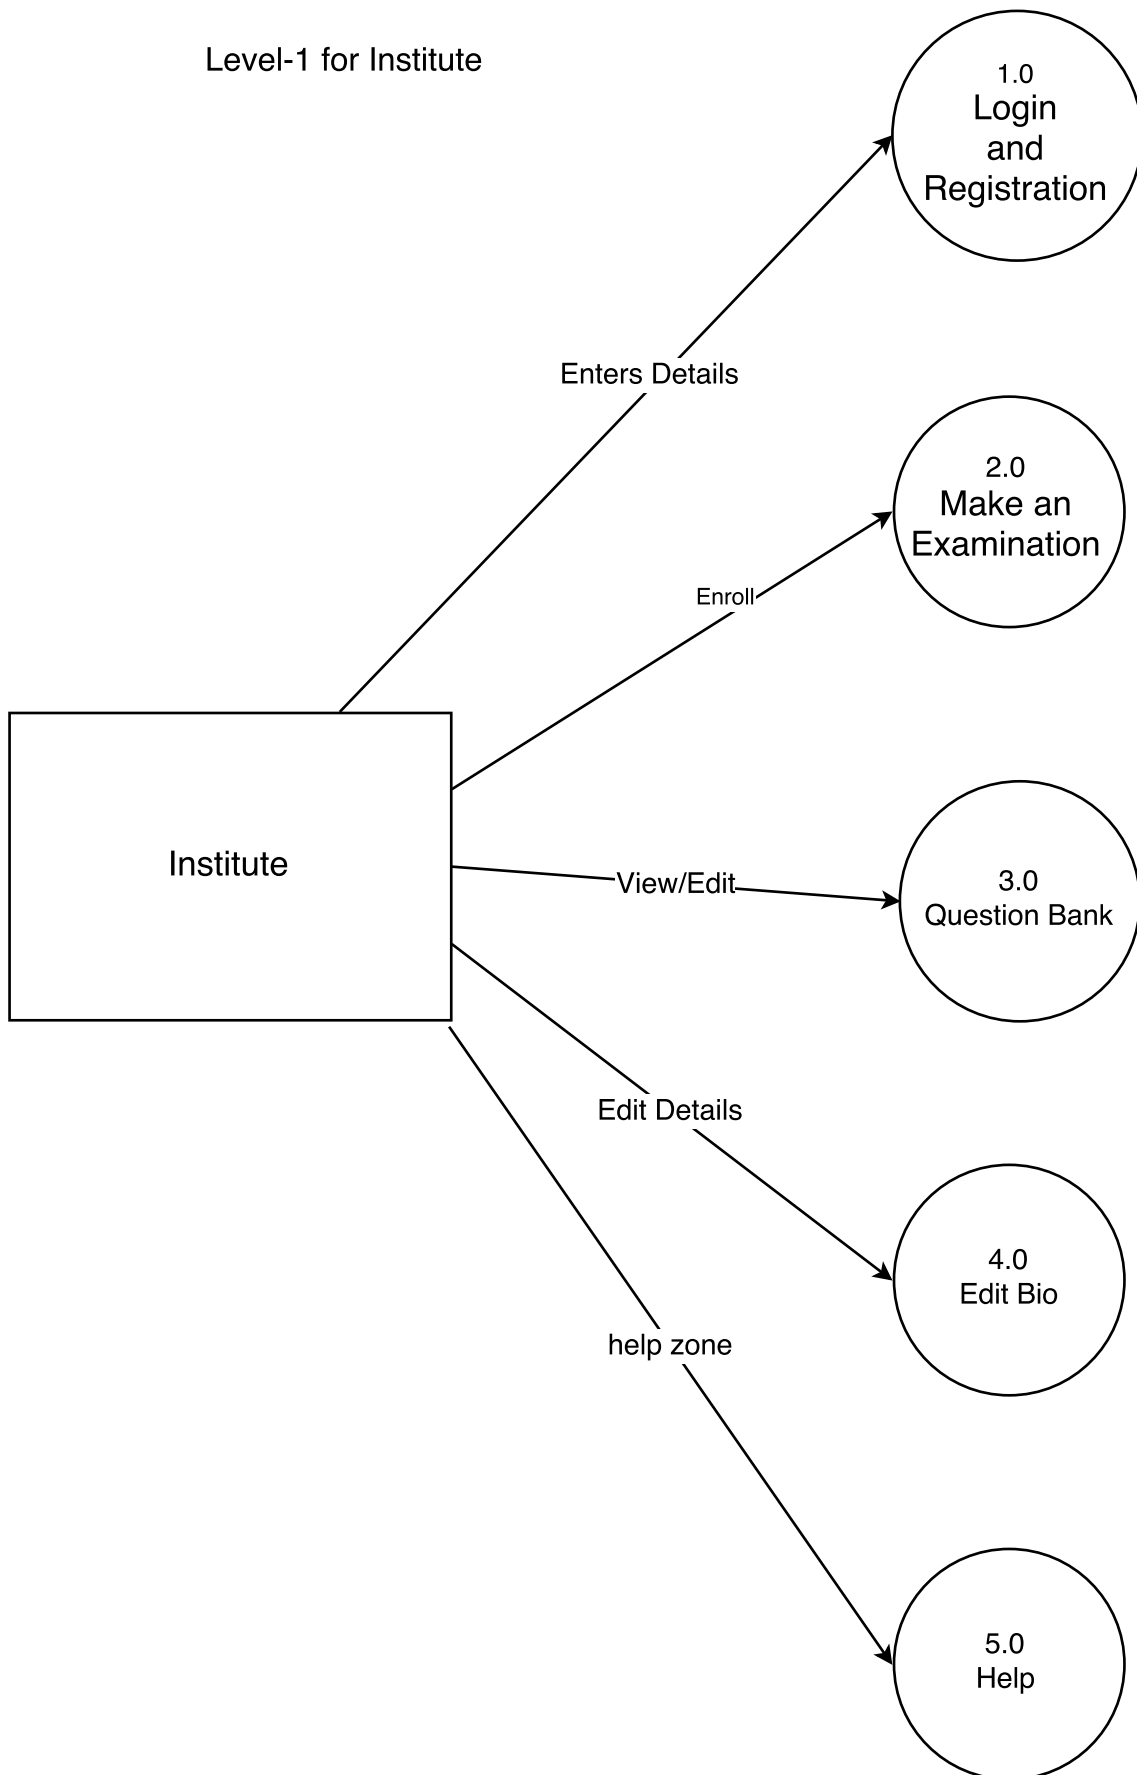 Level-1 for Institute
1.0
Login
and
Registration
Enters Details
2.0
Make an
Examination
Enroll
Institute
View/Edit
3.0
Question Bank
Edit Details
4.0
Edit Bio
help zone
5.0
Help